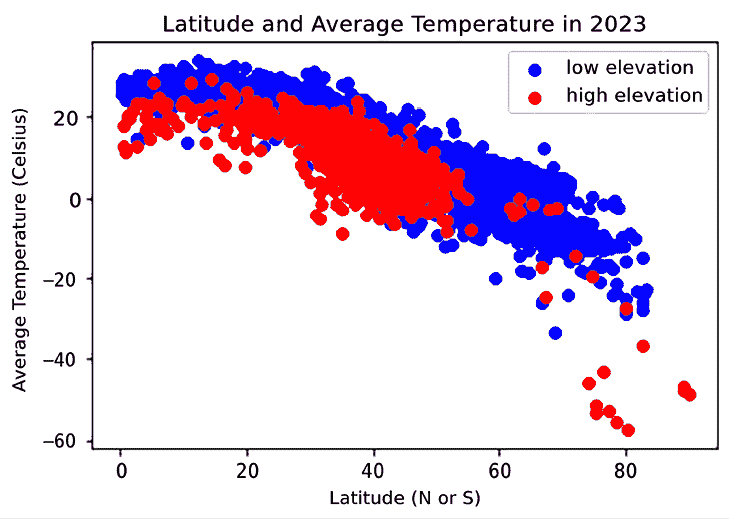 Latitude and Average Temperature in 2023
low elevation
high elevation
Average Temperature (Celsius)
20
0
−20
−40
−60
0
20
40
60
80
Latitude (N or S)